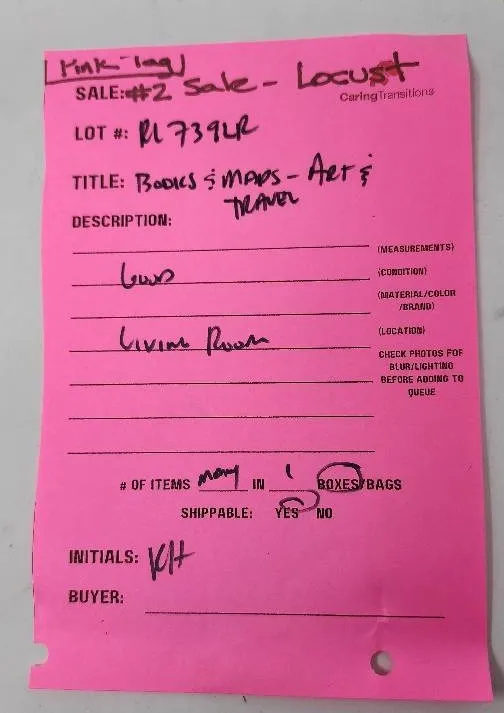 Pink Tag
SALE: #2 Sale - Locust
CaringTransitions
LOT #: RL739LR
TITLE: BOOKS & MAPS - ART &
TRAVEL
DESCRIPTION:
(MEASUREMENTS)
GOOD (CONDITION)
(MATERIAL/COLOR
/BRAND)
LIVING ROOM (LOCATION)
CHECK PHOTOS FOR
BLUR/LIGHTING
BEFORE ADDING TO
QUEUE
# OF ITEMS many IN 1 BOXES/BAGS
SHIPPABLE: YES NO
INITIALS: KH
BUYER: